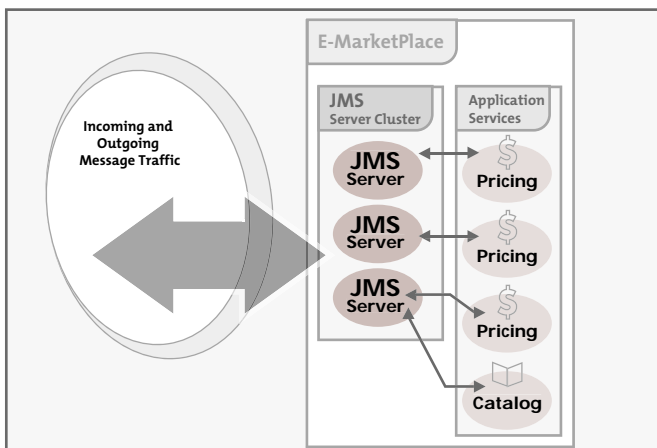 E-MarketPlace
Incoming and
Outgoing
Message Traffic
JMS
Server Cluster
JMS
Server
JMS
Server
JMS
Server
Application
Services
$
Pricing
$
Pricing
$
Pricing
Catalog